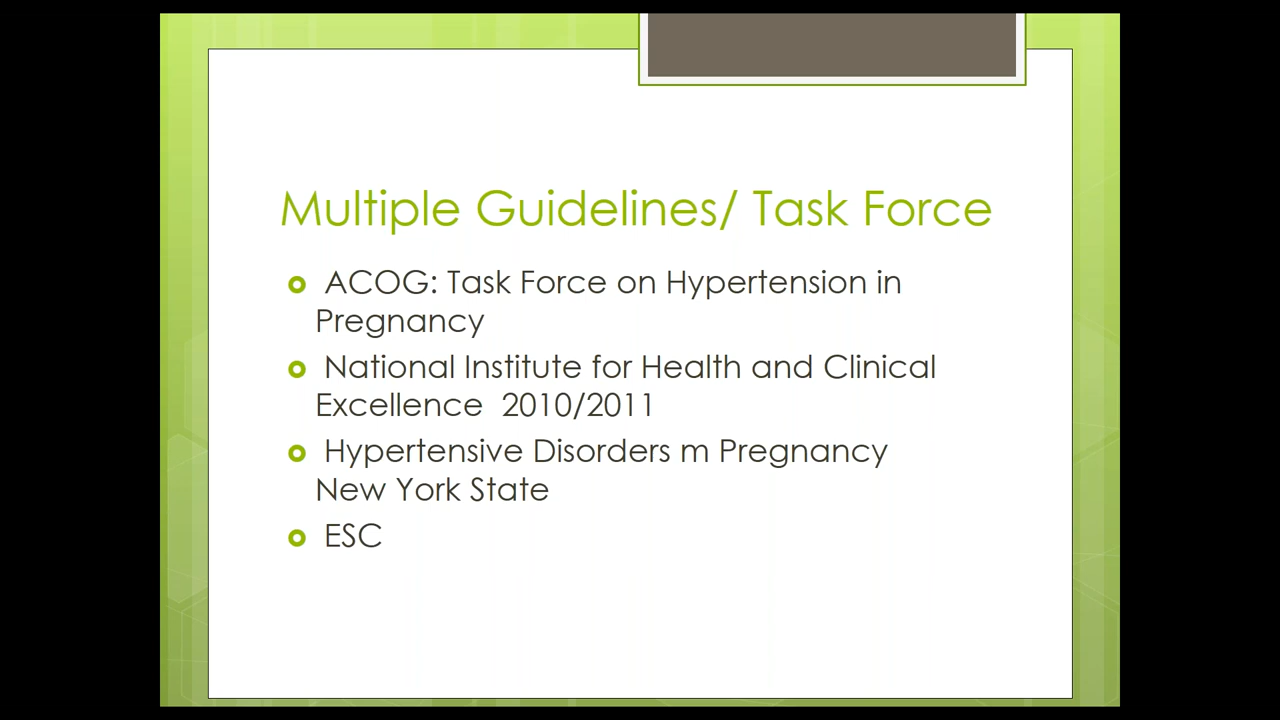 Multiple Guidelines/ Task Force
ACOG: Task Force on Hypertension in
Pregnancy
National Institute for Health and Clinical
Excellence 2010/2011
Hypertensive Disorders m Pregnancy
New York State
ESC